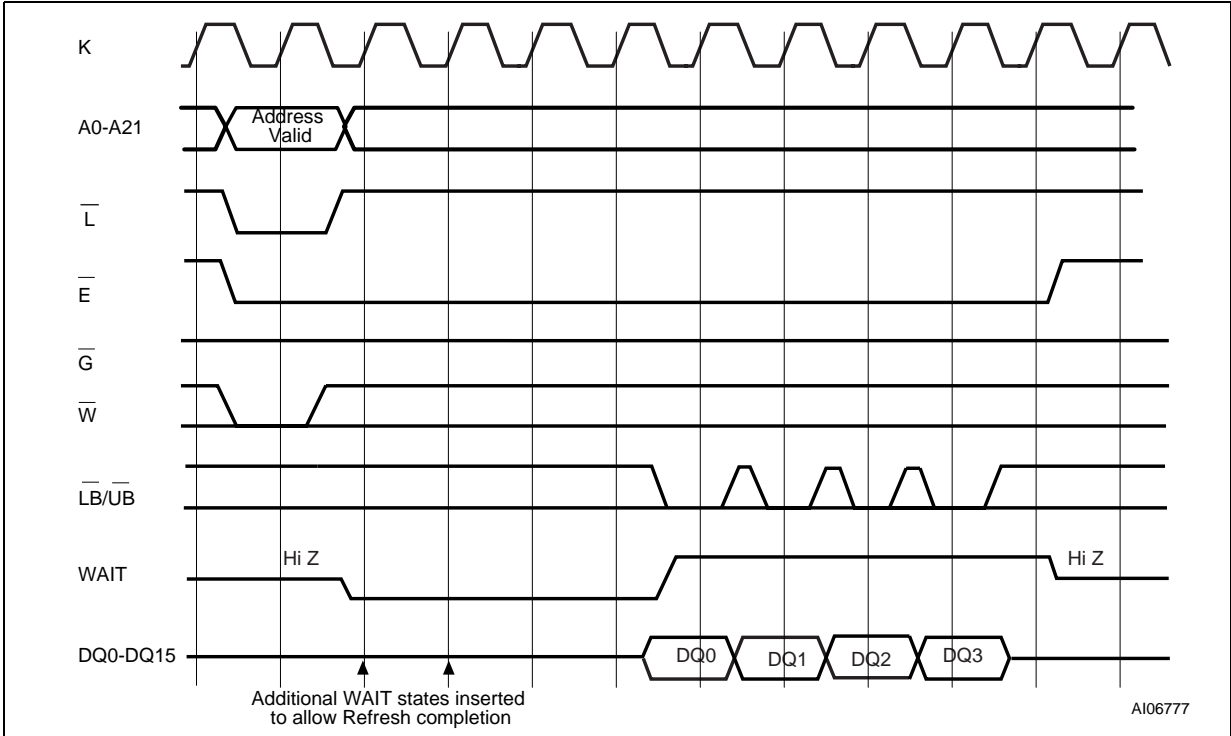 K
A0-A21
Address
Valid
L
E
G
W
LB/UB
Hi Z
Hi Z
WAIT
DQ0-DQ15
DQ0
DQ1
DQ2
DQ3
Additional WAIT states inserted
to allow Refresh completion
AI06777